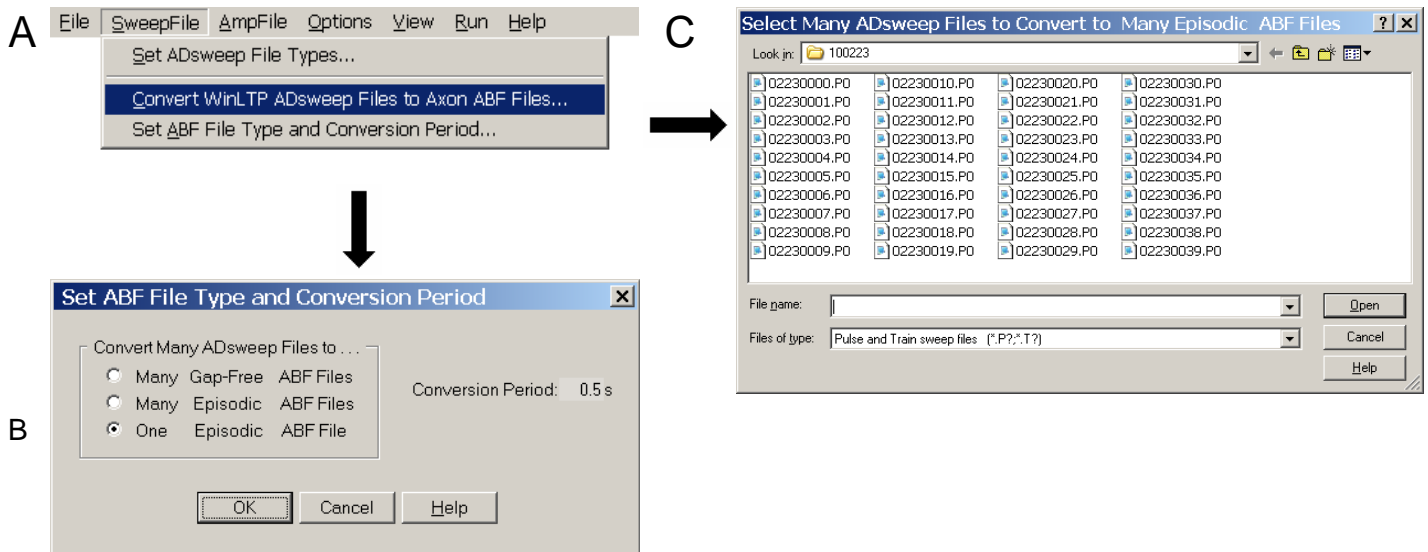 A
File SweepFile AmpFile Options View Run Help
Set ADsweep File Types...
Convert WinLTP ADsweep Files to Axon ABF Files...
Set ABF File Type and Conversion Period...
B
Set ABF File Type and Conversion Period
Convert Many ADsweep Files to . . .
Many Gap-Free ABF Files
Many Episodic ABF Files
One Episodic ABF File
Conversion Period: 0.5 s
OK Cancel Help
C
Select Many ADsweep Files to Convert to Many Episodic ABF Files
Look in: 100223
02230000.P0 02230010.P0 02230020.P0 02230030.P0
02230001.P0 02230011.P0 02230021.P0 02230031.P0
02230002.P0 02230012.P0 02230022.P0 02230032.P0
02230003.P0 02230013.P0 02230023.P0 02230033.P0
02230004.P0 02230014.P0 02230024.P0 02230034.P0
02230005.P0 02230015.P0 02230025.P0 02230035.P0
02230006.P0 02230016.P0 02230026.P0 02230036.P0
02230007.P0 02230017.P0 02230027.P0 02230037.P0
02230008.P0 02230018.P0 02230028.P0 02230038.P0
02230009.P0 02230019.P0 02230029.P0 02230039.P0
File name: Open
Files of type: Pulse and Train sweep files (*.P?;*.T?) Cancel
Help